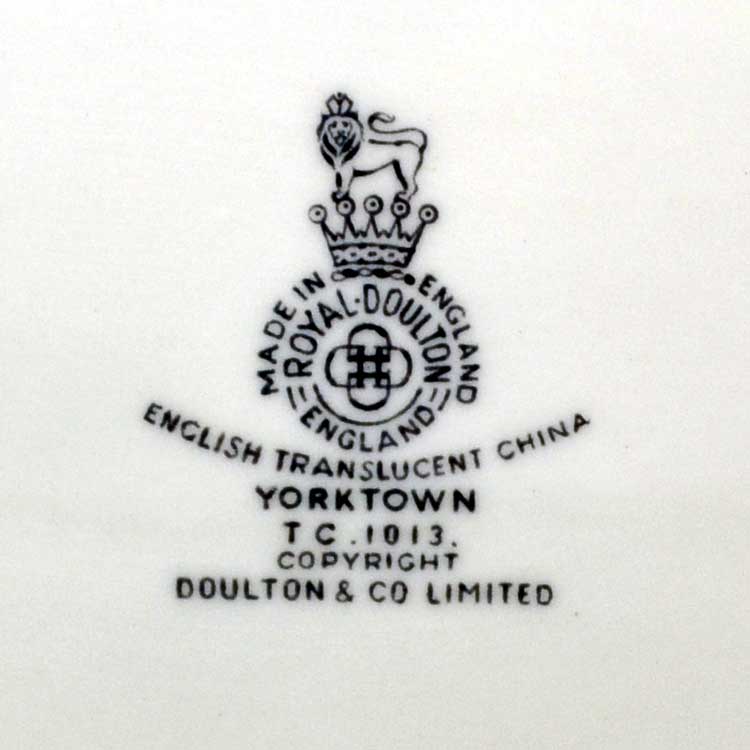 MADE IN ENGLAND
ROYAL·DOULTON
ENGLAND
ENGLISH TRANSLUCENT CHINA
YORKTOWN
T C . 1013.
COPYRIGHT
DOULTON & CO LIMITED